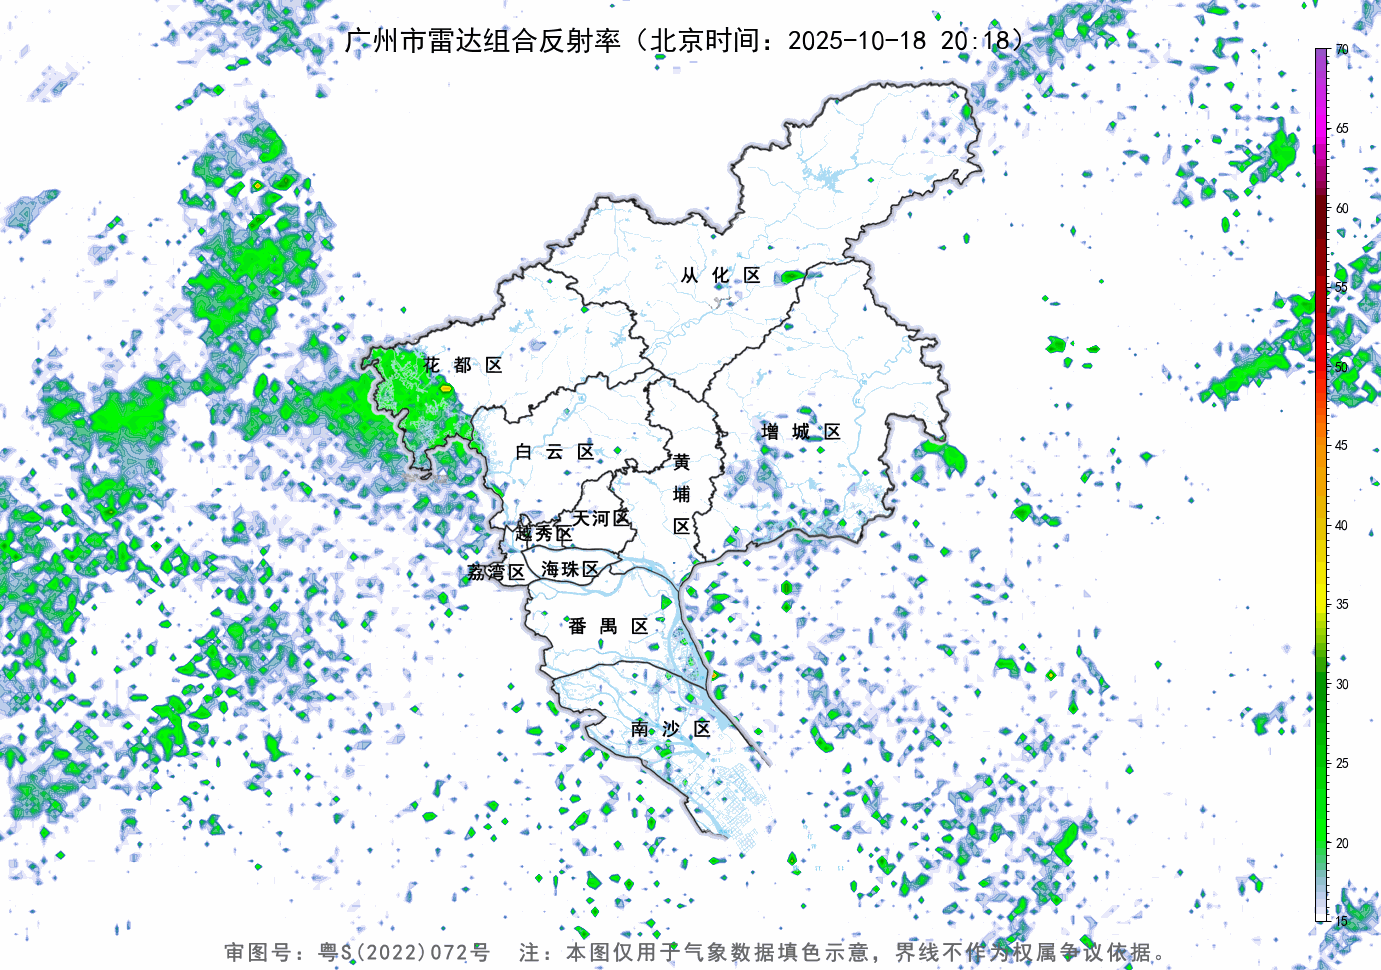 广州市雷达组合反射率（北京时间：2025-10-18 20:18）
70
65
60
55
50
45
40
35
30
25
20
15
从化区
花都区
增城区
白云区
黄埔区
天河区
越秀区
荔湾区
海珠区
番禺区
南沙区
审图号：粤S(2022)072号 注：本图仅用于气象数据填色示意，界线不作为权属争议依据。